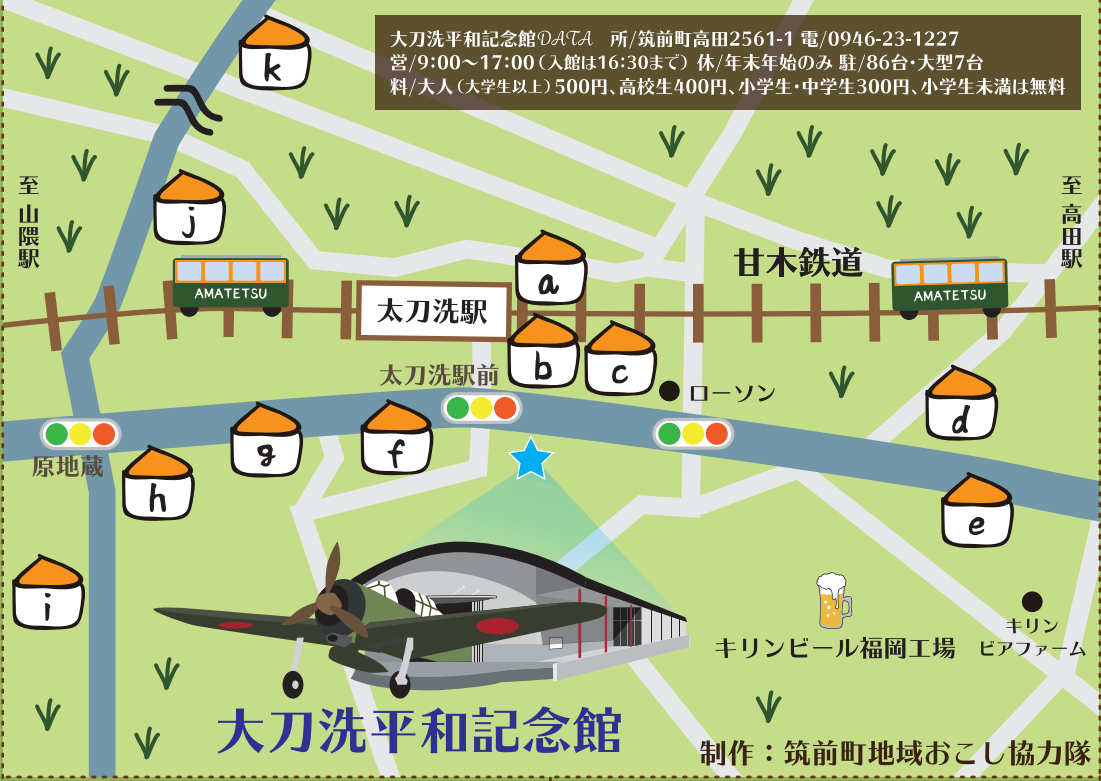 大刀洗平和記念館DATA 所/筑前町高田2561-1 電/0946-23-1227
営/9:00〜17:00(入館は16:30まで) 休/年末年始のみ 駐/86台・大型7台
料/大人(大学生以上)500円、高校生400円、小学生・中学生300円、小学生未満は無料
k
至 山隈駅
j
至 高田駅
甘木鉄道
AMATETSU
AMATETSU
a
太刀洗駅
b
c
太刀洗駅前
ローソン
d
g
f
原地蔵
h
e
i
キリン
ビアファーム
キリンビール福岡工場
大刀洗平和記念館
制作:筑前町地域おこし協力隊